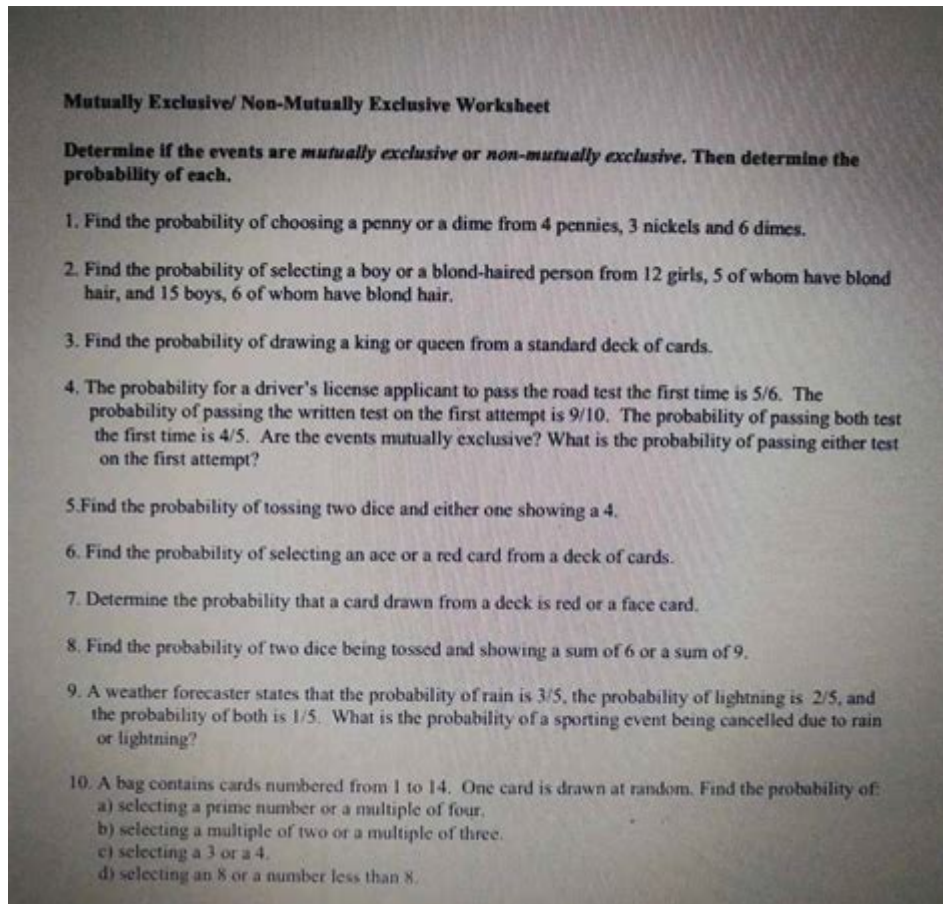 Mutually Exclusive/ Non-Mutually Exclusive Worksheet
Determine if the events are mutually exclusive or non-mutually exclusive. Then determine the
probability of each.
1. Find the probability of choosing a penny or a dime from 4 pennies, 3 nickels and 6 dimes.
2. Find the probability of selecting a boy or a blond-haired person from 12 girls, 5 of whom have blond
hair, and 15 boys, 6 of whom have blond hair.
3. Find the probability of drawing a king or queen from a standard deck of cards.
4. The probability for a driver's license applicant to pass the road test the first time is 5/6. The
probability of passing the written test on the first attempt is 9/10. The probability of passing both test
the first time is 4/5. Are the events mutually exclusive? What is the probability of passing either test
on the first attempt?
5.Find the probability of tossing two dice and either one showing a 4.
6. Find the probability of selecting an ace or a red card from a deck of cards.
7. Determine the probability that a card drawn from a deck is red or a face card.
8. Find the probability of two dice being tossed and showing a sum of 6 or a sum of 9.
9. A weather forecaster states that the probability of rain is 3/5, the probability of lightning is 2/5, and
the probability of both is 1/5. What is the probability of a sporting event being cancelled due to rain
or lightning?
10. A bag contains cards numbered from 1 to 14. One card is drawn at random. Find the probability of:
a) selecting a prime number or a multiple of four.
b) selecting a multiple of two or a multiple of three.
c) selecting a 3 or a 4.
d) selecting an 8 or a number less than 8.